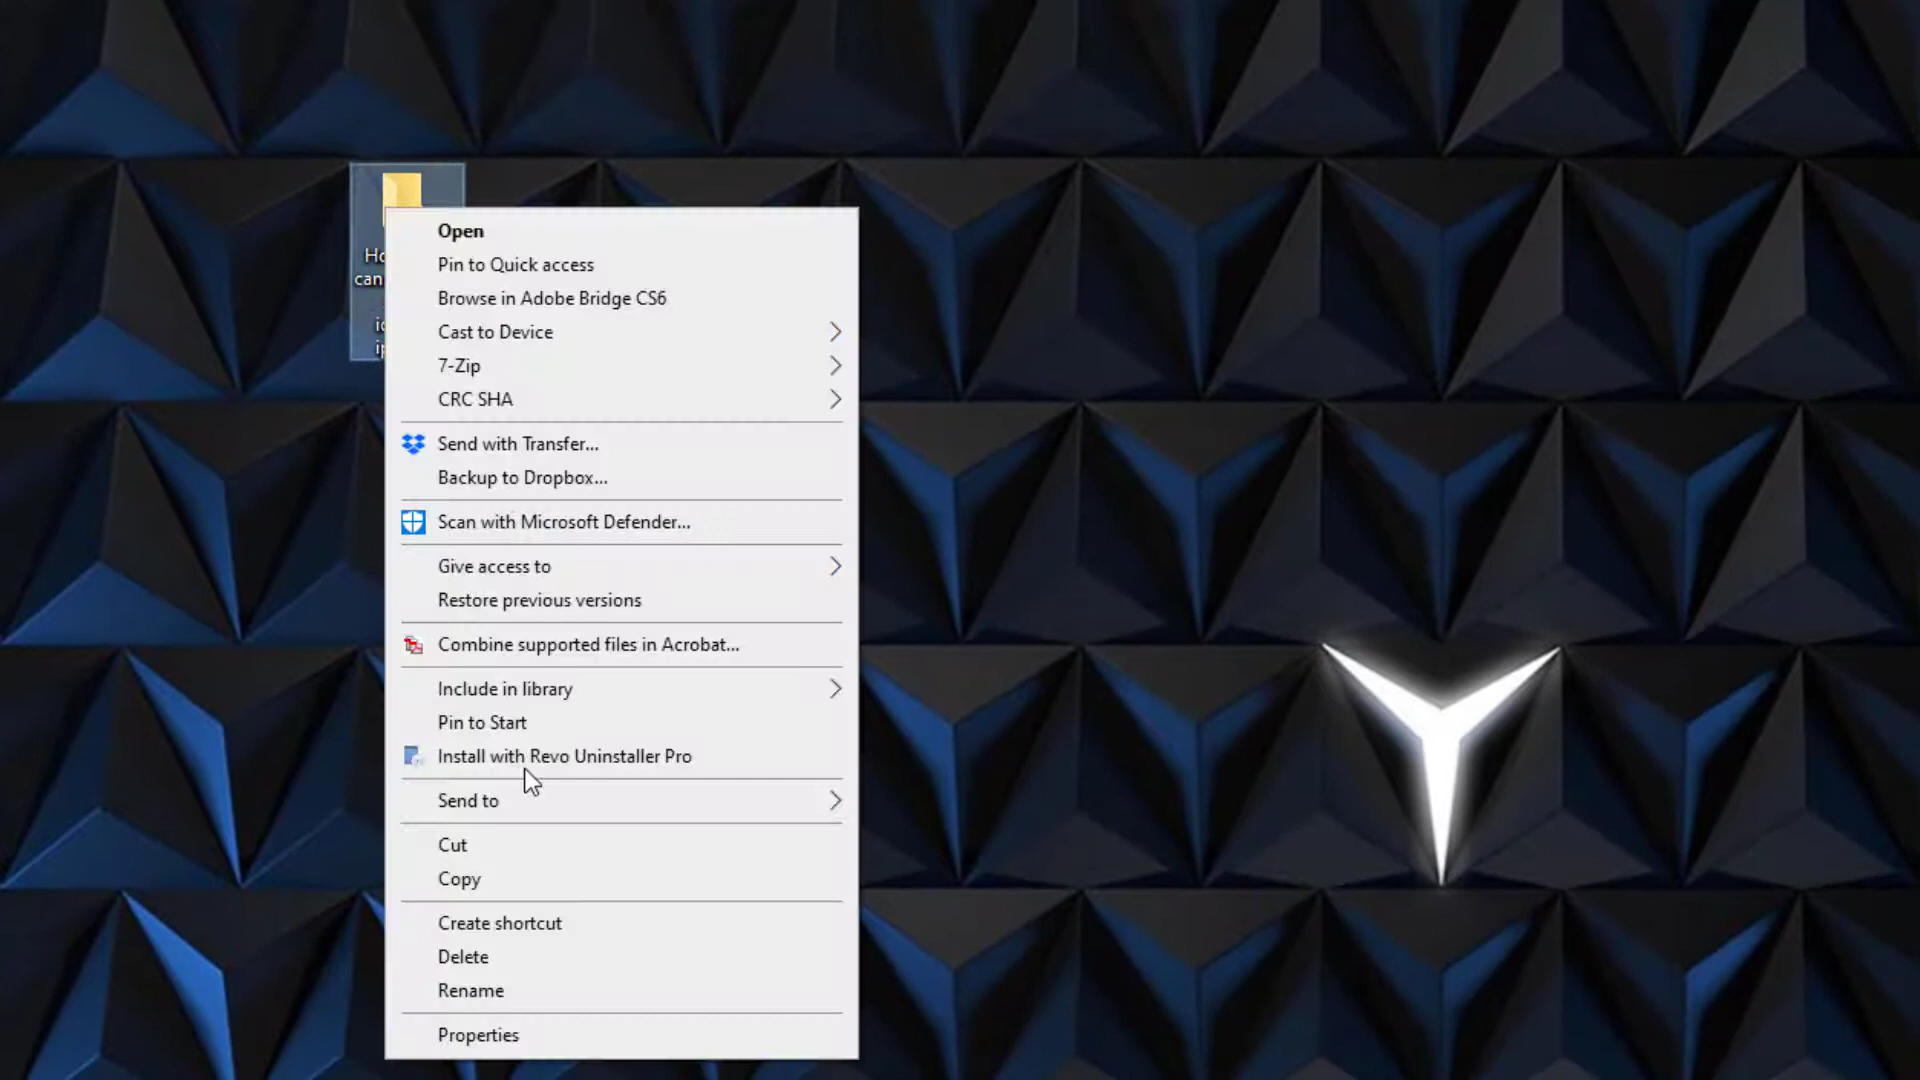 Open
Pin to Quick access
Browse in Adobe Bridge CS6
Cast to Device
7-Zip
CRC SHA
Send with Transfer...
Backup to Dropbox...
Scan with Microsoft Defender...
Give access to
Restore previous versions
Combine supported files in Acrobat...
Include in library
Pin to Start
Install with Revo Uninstaller Pro
Send to
Cut
Copy
Create shortcut
Delete
Rename
Properties